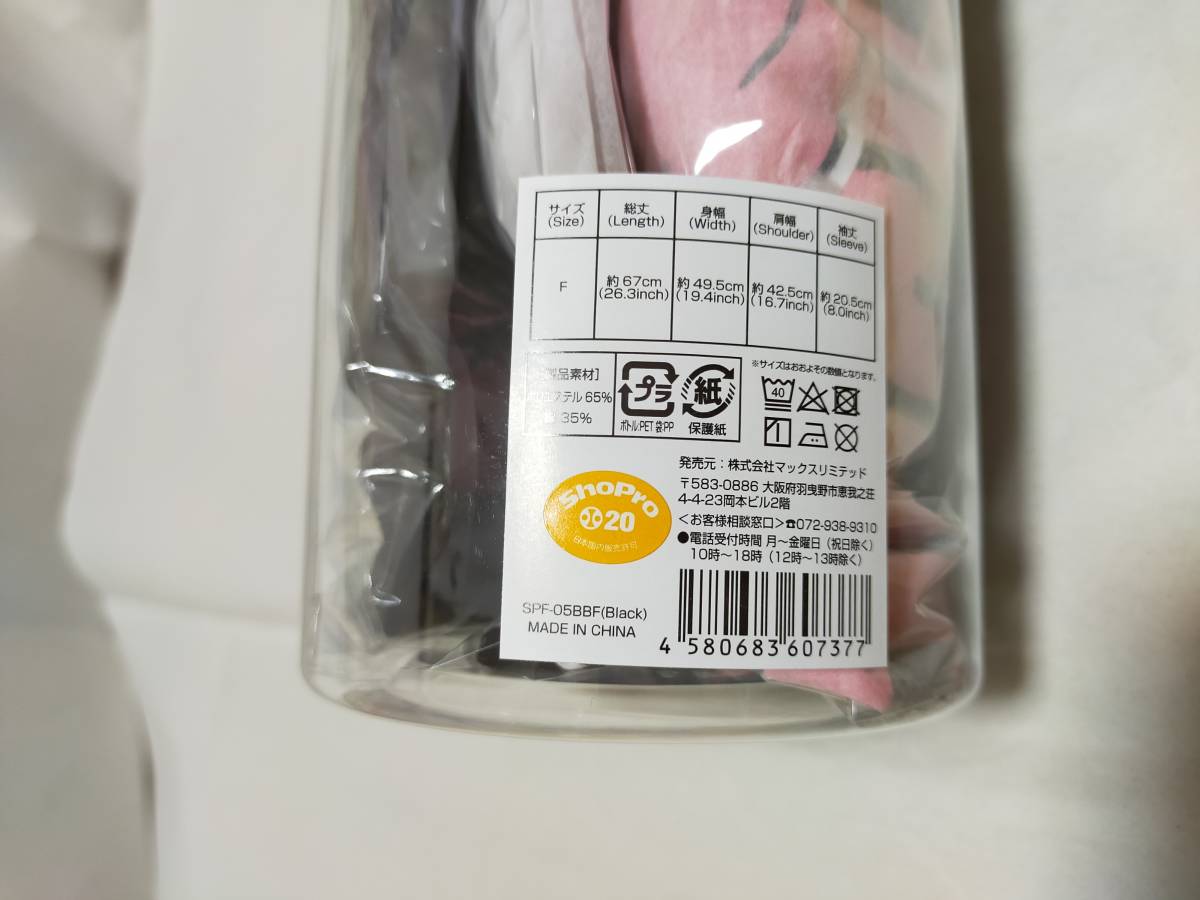 サイズ 総丈 身幅 肩幅 袖丈
(Size) (Length) (Width) (Shoulder) (Sleeve)
F 約 67cm 約 49.5cm 約 42.5cm 約 20.5cm
(26.3inch) (19.4inch) (16.7inch) (8.0inch)
※サイズはおおよその数値となります。
品素材]
ステル 65%
35%
プラ
ボトル:PET 袋:PP
紙
保護紙
40
発売元：株式会社マックスリミテッド
〒583-0886 大阪府羽曳野市恵我之荘
4-4-23岡本ビル2階
＜お客様相談窓口＞☎072-938-9310
●電話受付時間 月〜金曜日（祝日除く）
10時〜18時（12時〜13時除く）
ShoPro
20
日本国内販売許可
SPF-05BBF(Black)
MADE IN CHINA
4 580683 607377